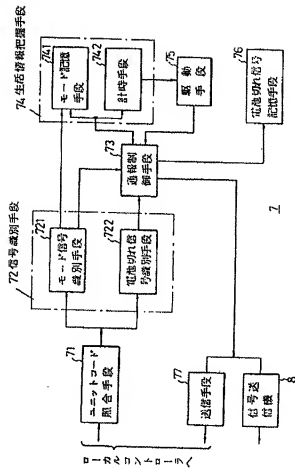 74 生活情報把握手段
741
モード記憶
手段
742
計時手段
75
駆動
手段
76
電池切れ信号
記憶手段
73
通報制
御手段
72 信号識別手段
721
モード信号
識別手段
722
電池切れ信
号識別手段
7
71
ユニットコード
照合手段
77
送信手段
信号送
信機
8
ローカルコントローラへ